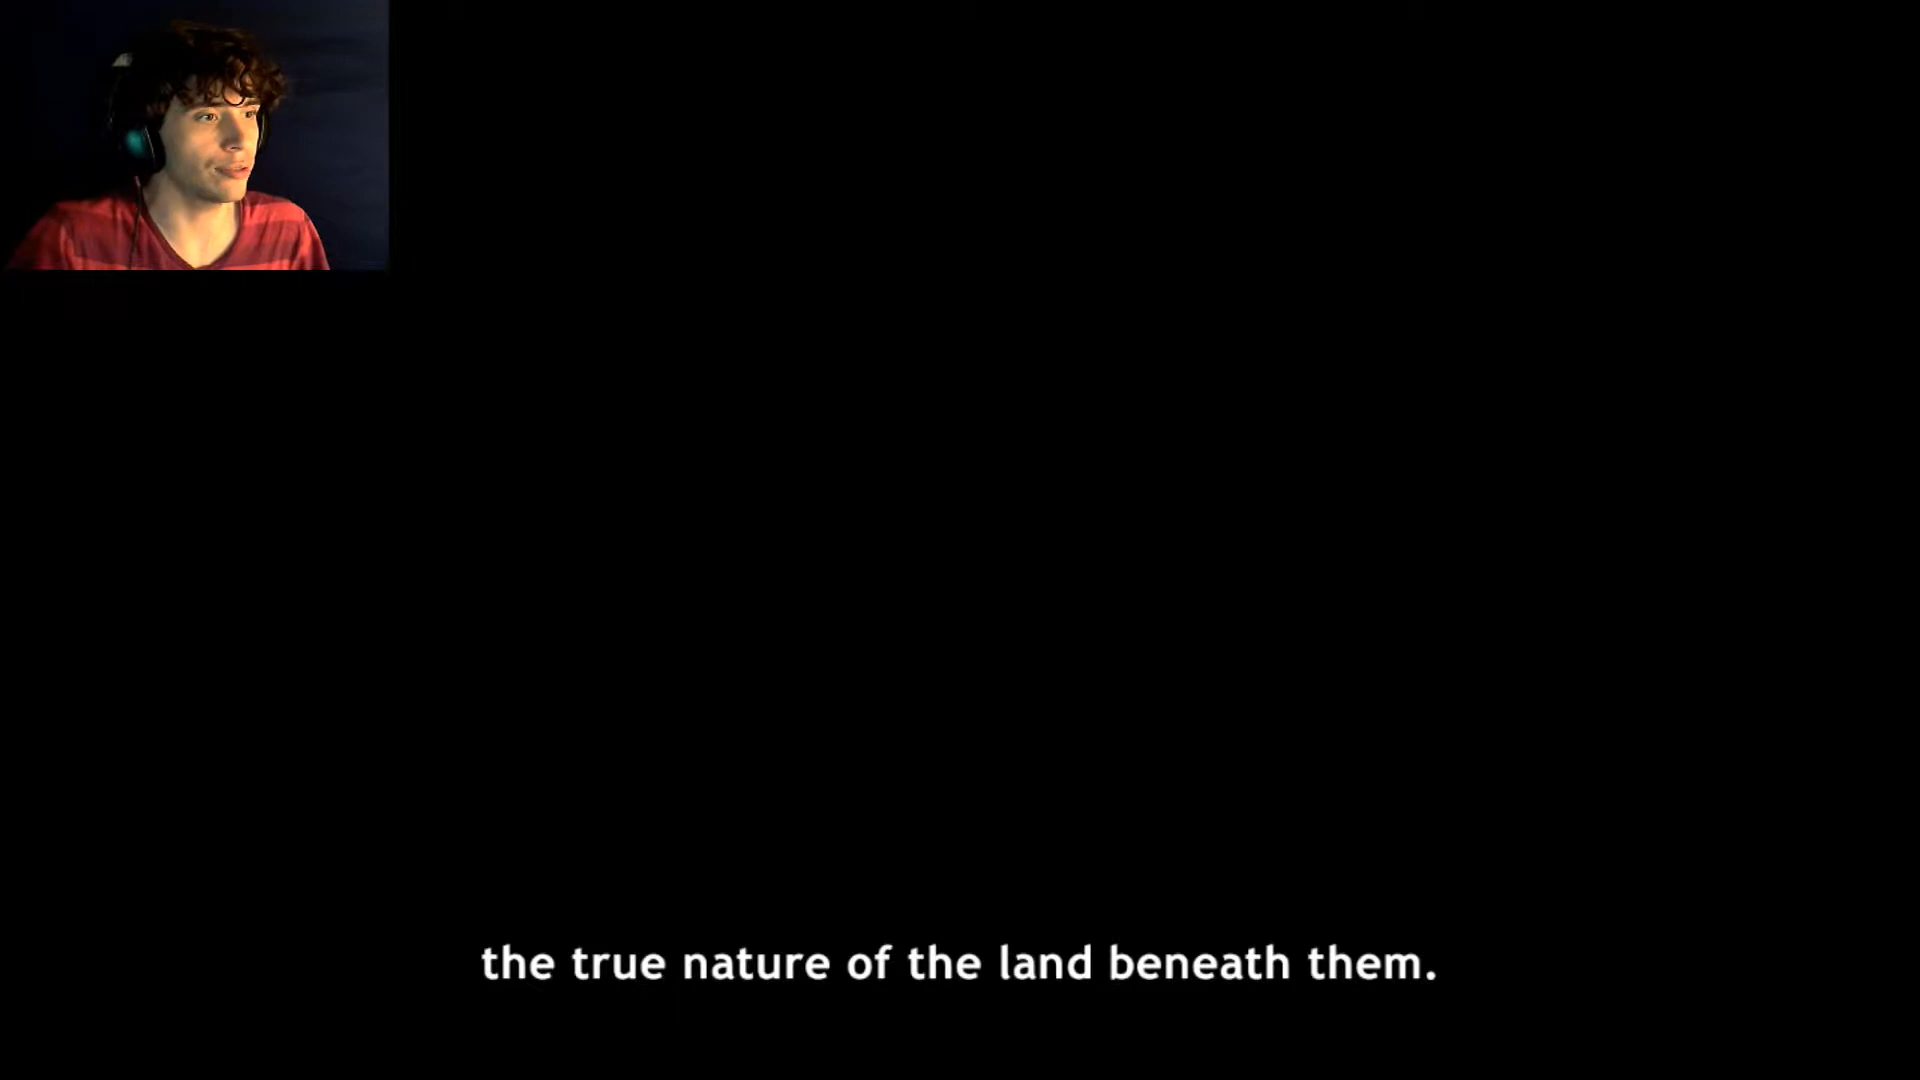 the true nature of the land beneath them.